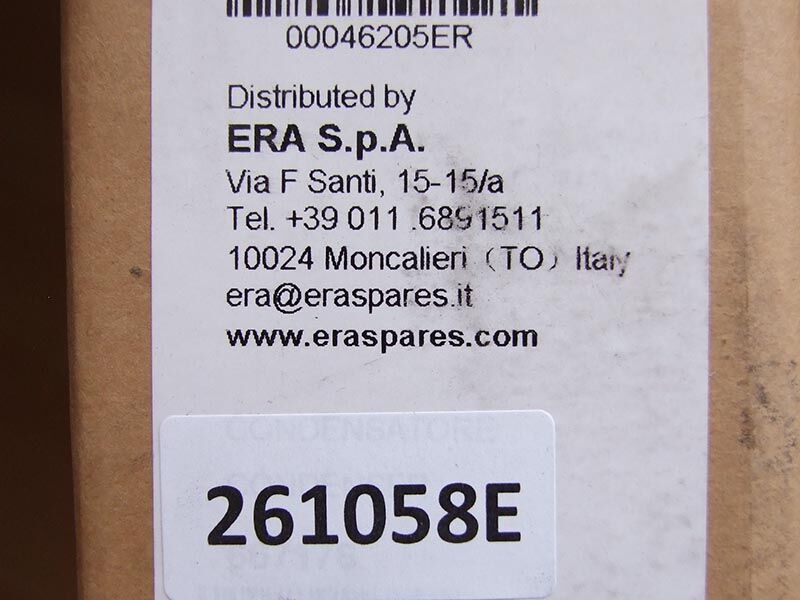 00046205ER
Distributed by
ERA S.p.A.
Via F Santi, 15-15/a
Tel. +39 011 .6891511
10024 Moncalieri （TO） Italy
era@eraspares.it
www.eraspares.com
CONDENSATORE
261058E